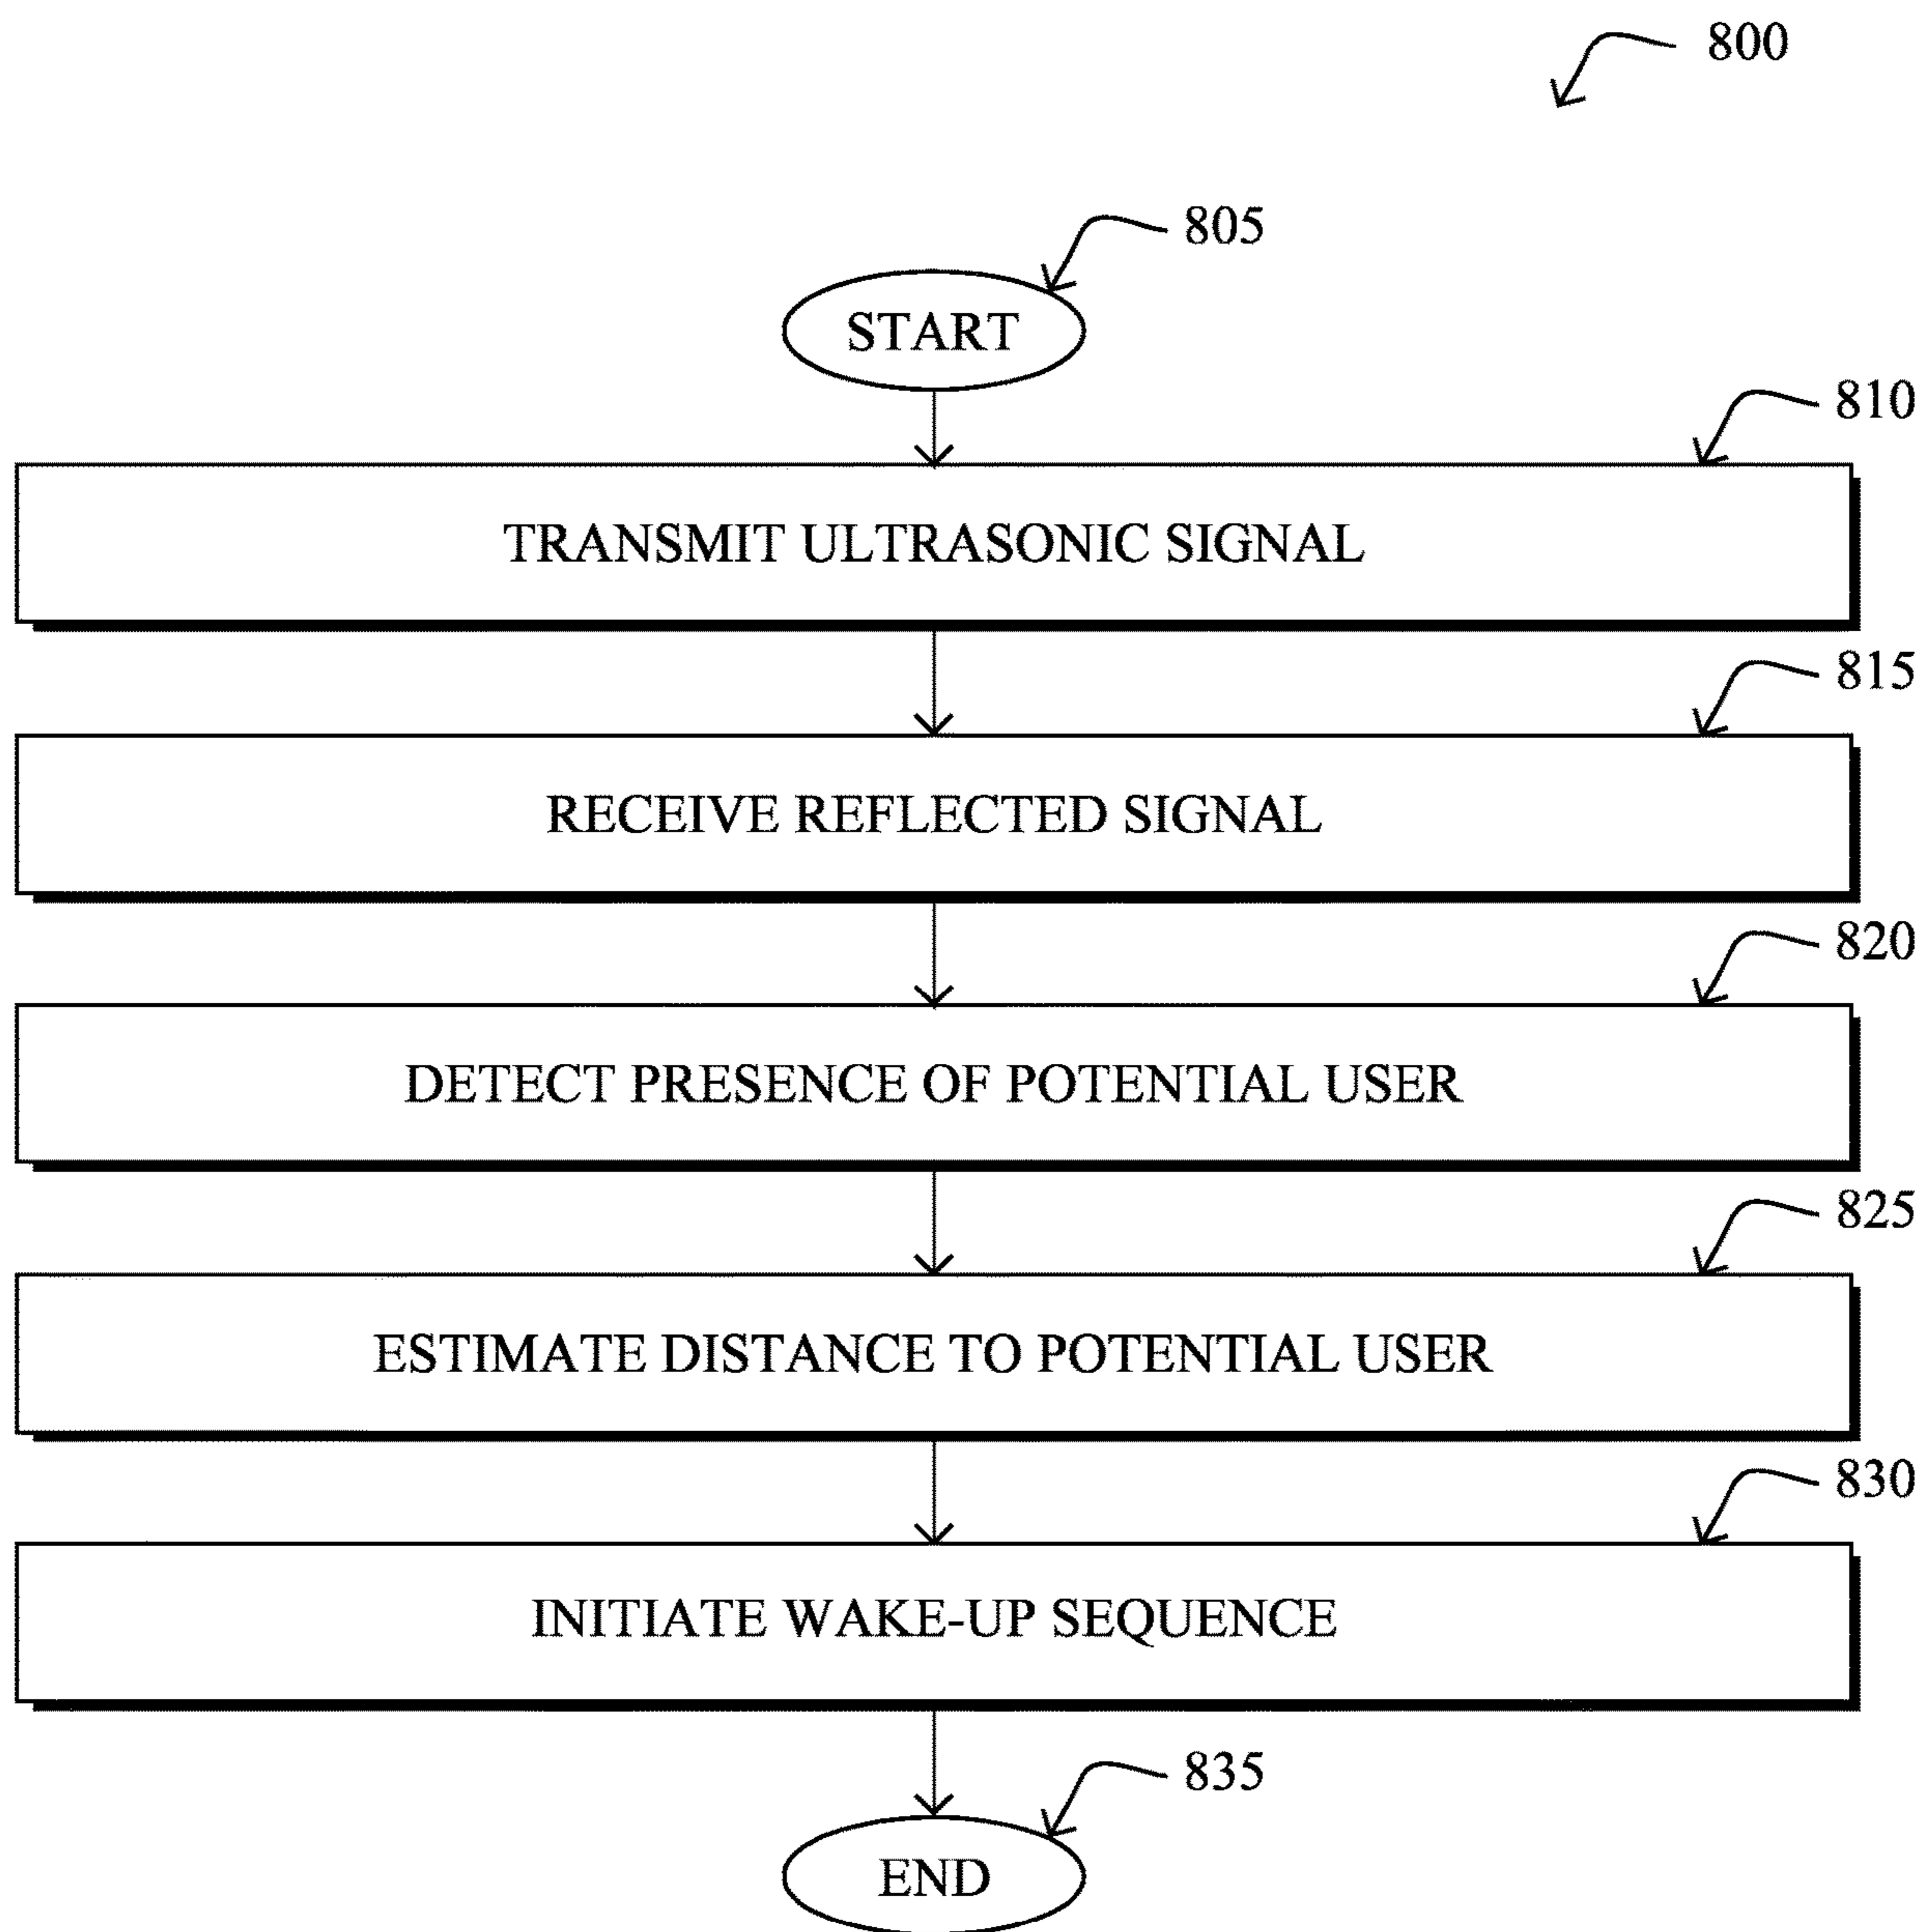 800
805
START
810
TRANSMIT ULTRASONIC SIGNAL
815
RECEIVE REFLECTED SIGNAL
820
DETECT PRESENCE OF POTENTIAL USER
825
ESTIMATE DISTANCE TO POTENTIAL USER
830
INITIATE WAKE-UP SEQUENCE
835
END